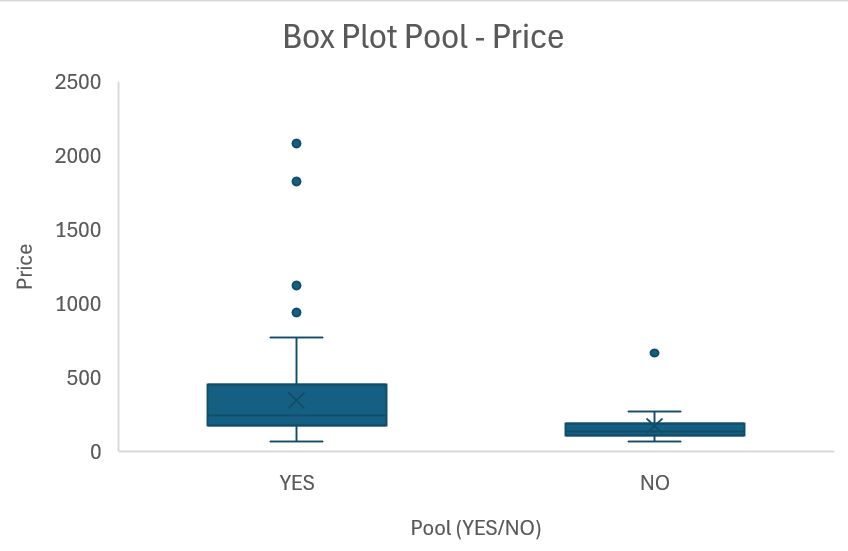 Box Plot Pool - Price
2500
2000
1500
1000
500
0
Price
YES
NO
Pool (YES/NO)